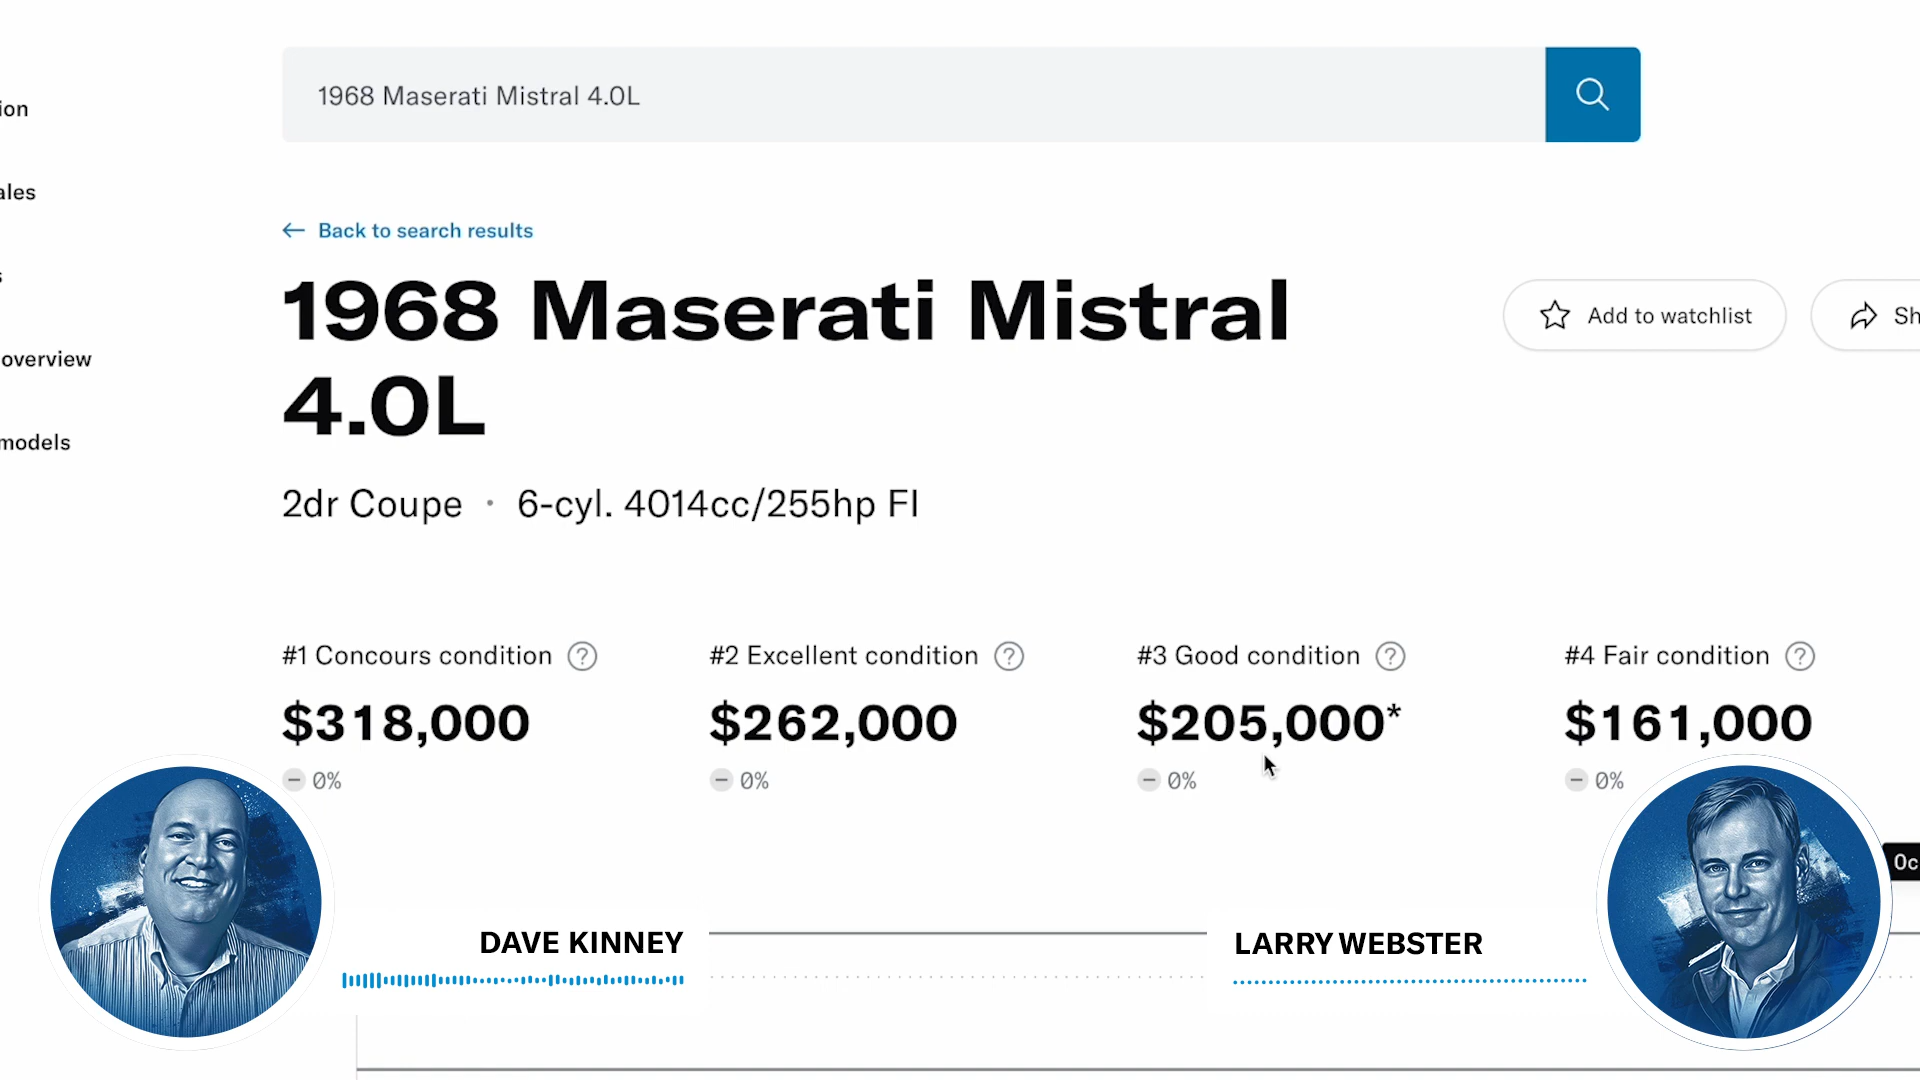 1968 Maserati Mistral 4.0L
ion
ales
s
overview
models
← Back to search results
1968 Maserati Mistral
4.0L
Add to watchlist
Sh
2dr Coupe • 6-cyl. 4014cc/255hp FI
#1 Concours condition ?
$318,000
0%
#2 Excellent condition ?
$262,000
0%
#3 Good condition ?
$205,000*
0%
#4 Fair condition ?
$161,000
0%
Oc
DAVE KINNEY
LARRY WEBSTER